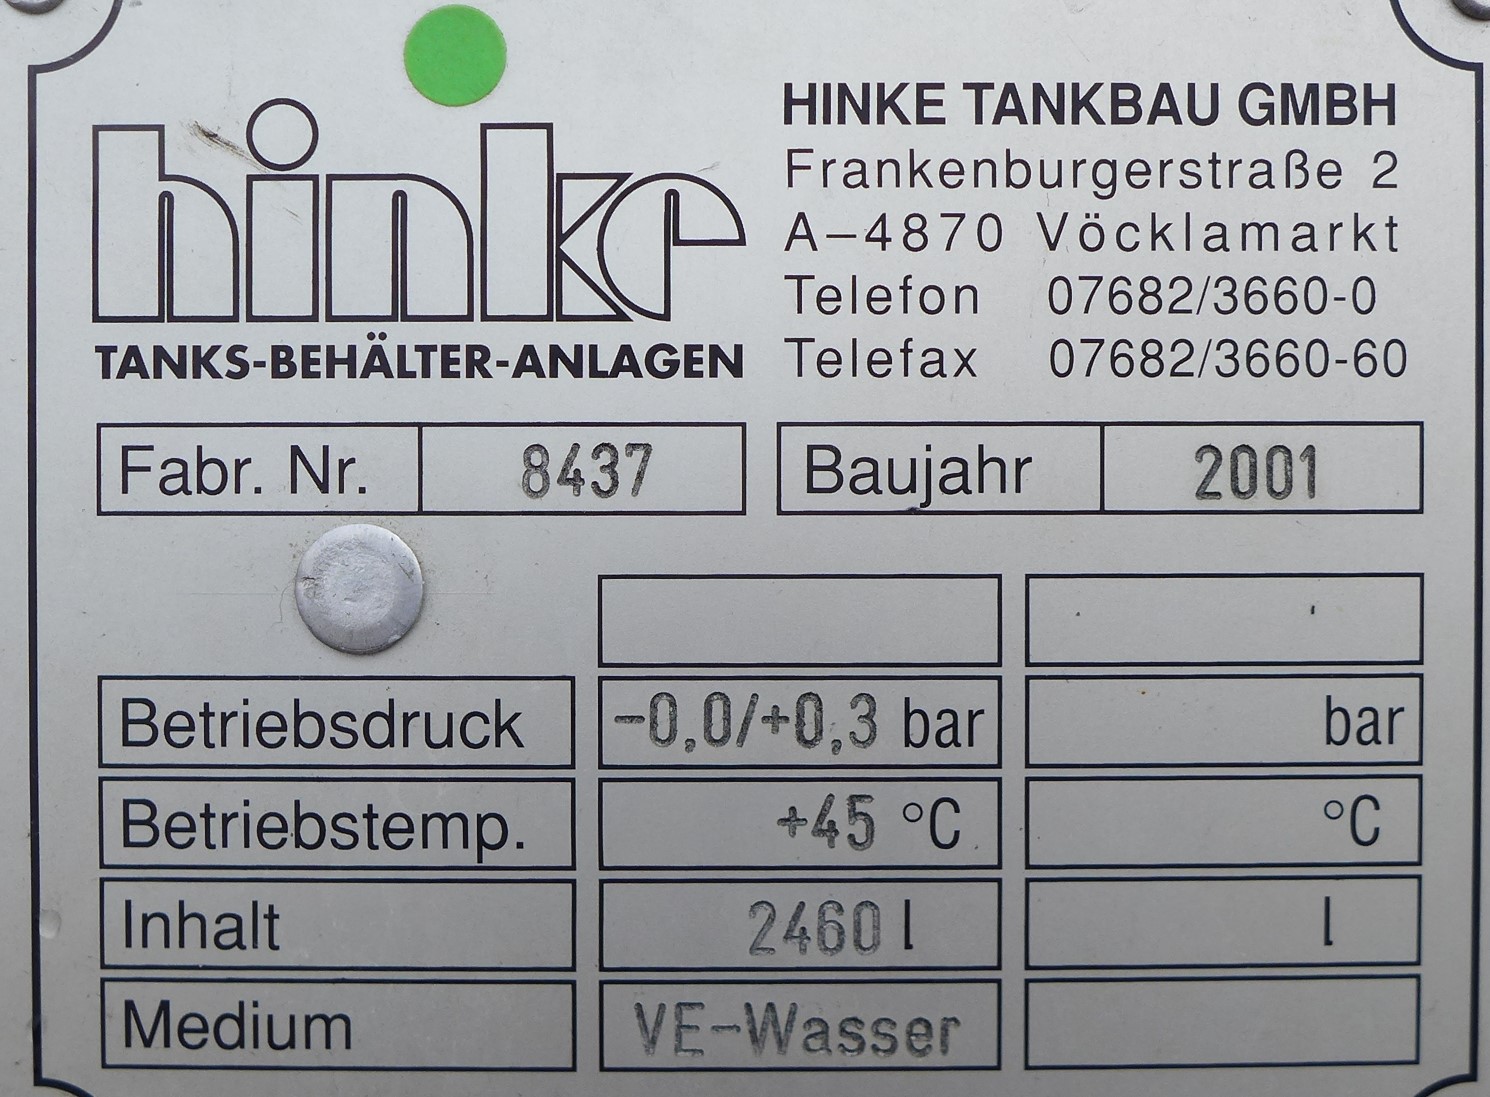 hinke
TANKS-BEHÄLTER-ANLAGEN
HINKE TANKBAU GMBH
Frankenburgerstraße 2
A-4870 Vöcklamarkt
Telefon 07682/3660-0
Telefax 07682/3660-60
Fabr. Nr. 8437 Baujahr 2001
Betriebsdruck -0,0/+0,3 bar bar
Betriebstemp. +45 °C °C
Inhalt 2460 l l
Medium VE-Wasser